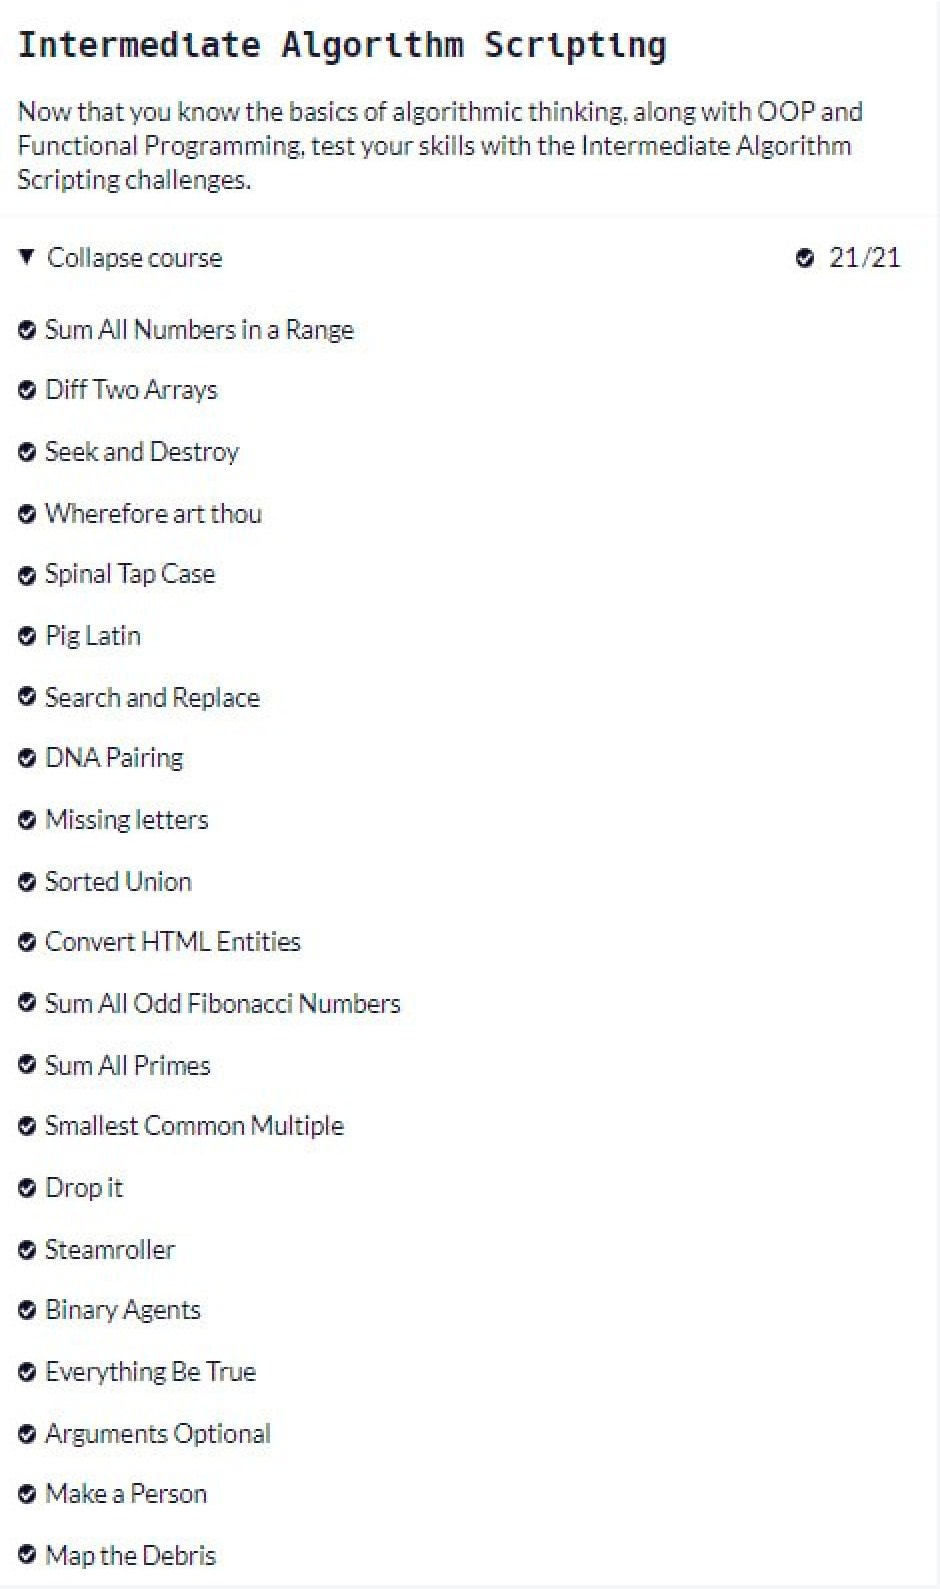 Intermediate Algorithm Scripting
Now that you know the basics of algorithmic thinking, along with OOP and
Functional Programming, test your skills with the Intermediate Algorithm
Scripting challenges.
Collapse course 21/21
Sum All Numbers in a Range
Diff Two Arrays
Seek and Destroy
Wherefore art thou
Spinal Tap Case
Pig Latin
Search and Replace
DNA Pairing
Missing letters
Sorted Union
Convert HTML Entities
Sum All Odd Fibonacci Numbers
Sum All Primes
Smallest Common Multiple
Drop it
Steamroller
Binary Agents
Everything Be True
Arguments Optional
Make a Person
Map the Debris